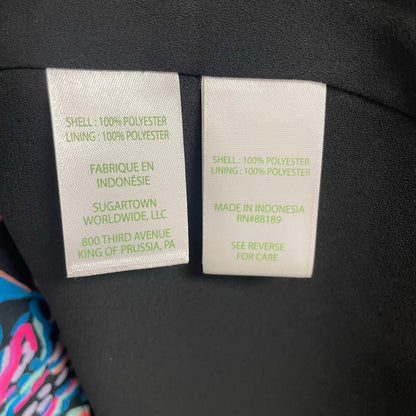 SHELL : 100% POLYESTER
LINING : 100% POLYESTER
FABRIQUE EN
INDONÉSIE
SUGARTOWN
WORLDWIDE, LLC
800 THIRD AVENUE
KING OF PRUSSIA, PA
SHELL : 100% POLYESTER
LINING : 100% POLYESTER
MADE IN INDONESIA
RN#88189
SEE REVERSE
FOR CARE